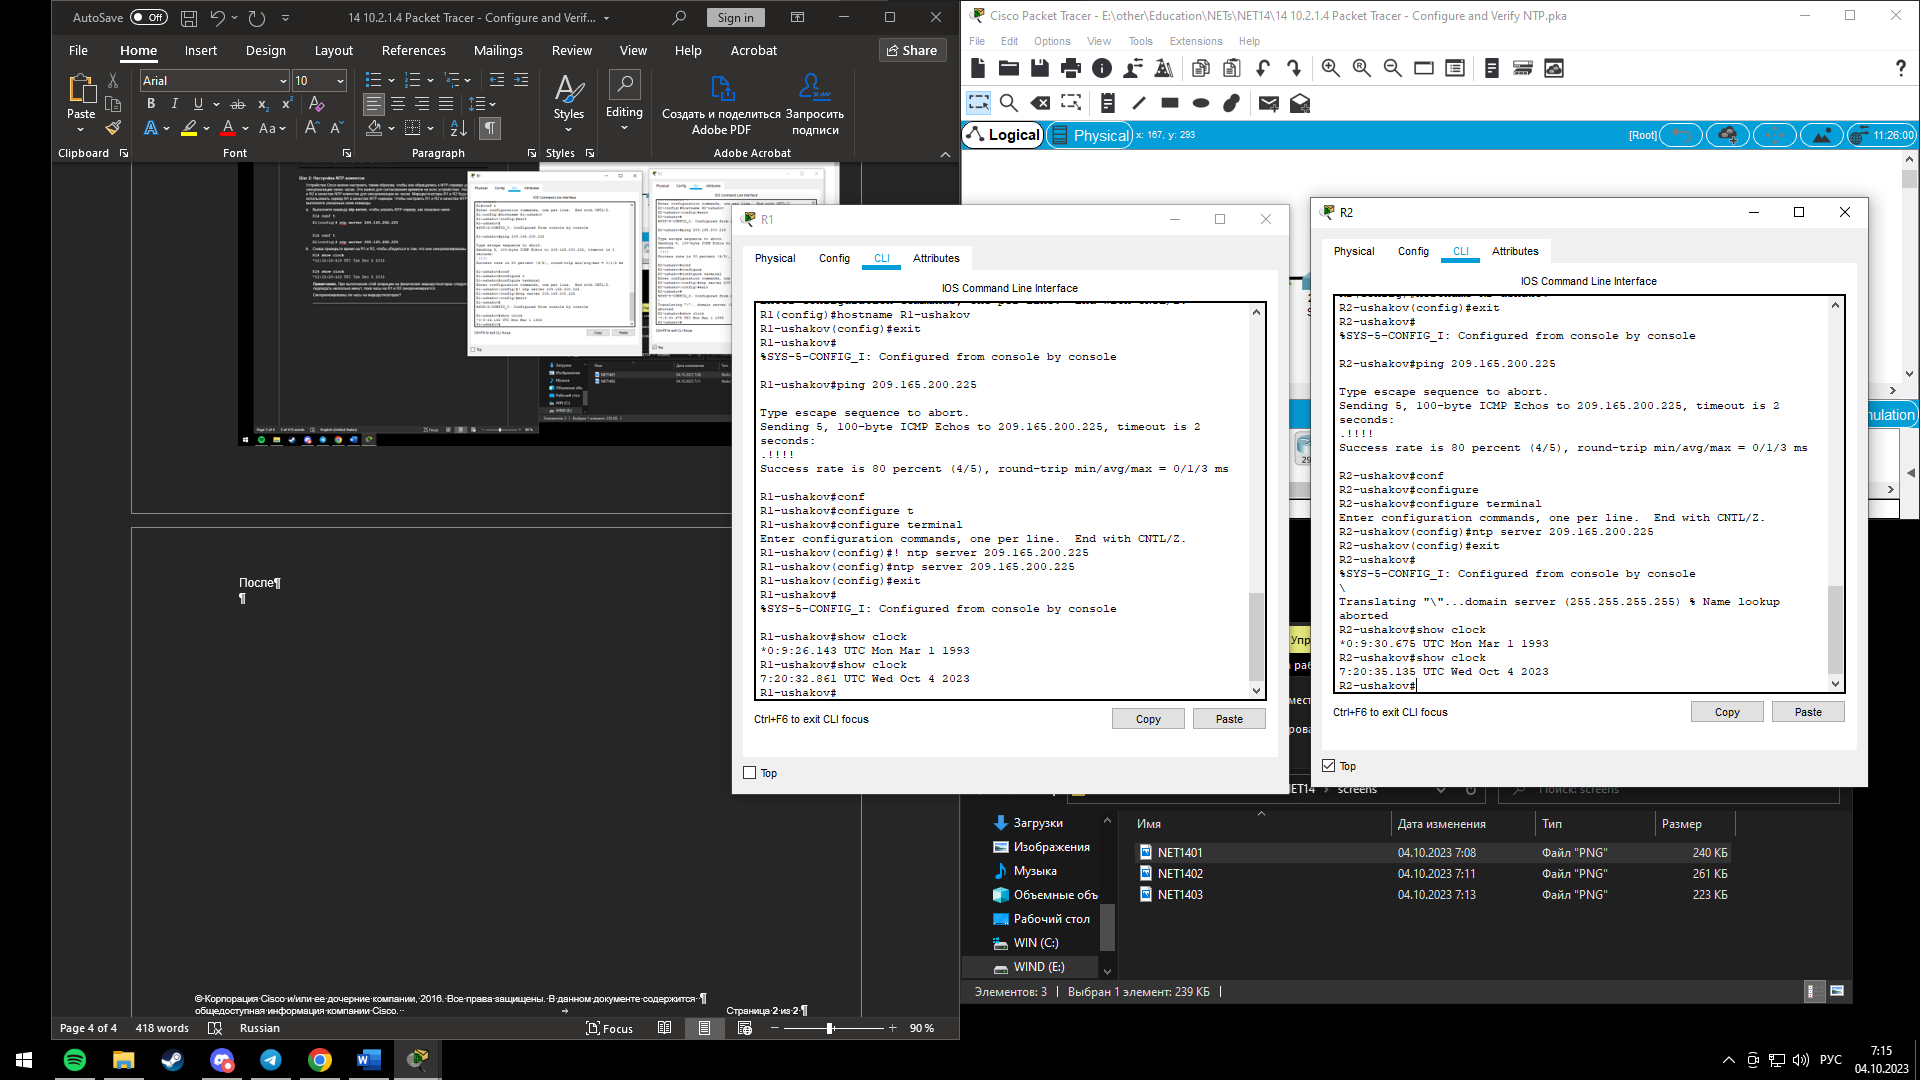 AutoSave Off 14 10.2.1.4 Packet Tracer - Configure and Verif... Sign in
File Home Insert Design Layout References Mailings Review View Help Acrobat Share
Paste Arial 10 Styles Editing Создать и поделиться Adobe PDF Запросить подписи
Clipboard Font Paragraph Styles Adobe Acrobat
После¶
¶
©·Корпорация·Cisco·и/или·ее·дочерние·компании,·2016.·Все·права·защищены.·В·данном·документе·содержится··¶
общедоступная·информация·компании·Cisco.·· → Страница·2·из·2¶
Page 4 of 4 418 words Russian Focus 90 %
Cisco Packet Tracer - E:\other\Education\NETs\NET14\14 10.2.1.4 Packet Tracer - Configure and Verify NTP.pka
File Edit Options View Tools Extensions Help
Logical Physical x: 167, y: 293 [Root] 11:26:00
R1
Physical Config CLI Attributes
IOS Command Line Interface
R1(config)#hostname R1-ushakov
R1-ushakov(config)#exit
R1-ushakov#
%SYS-5-CONFIG_I: Configured from console by console
R1-ushakov#ping 209.165.200.225
Type escape sequence to abort.
Sending 5, 100-byte ICMP Echos to 209.165.200.225, timeout is 2
seconds:
.!!!!
Success rate is 80 percent (4/5), round-trip min/avg/max = 0/1/3 ms
R1-ushakov#conf
R1-ushakov#configure t
R1-ushakov#configure terminal
Enter configuration commands, one per line.  End with CNTL/Z.
R1-ushakov(config)#! ntp server 209.165.200.225
R1-ushakov(config)#ntp server 209.165.200.225
R1-ushakov(config)#exit
R1-ushakov#
%SYS-5-CONFIG_I: Configured from console by console
R1-ushakov#show clock
*0:9:26.143 UTC Mon Mar 1 1993
R1-ushakov#show clock
7:20:32.861 UTC Wed Oct 4 2023
R1-ushakov#
Ctrl+F6 to exit CLI focus Copy Paste
Top
R2
Physical Config CLI Attributes
IOS Command Line Interface
R2-ushakov(config)#exit
R2-ushakov#
%SYS-5-CONFIG_I: Configured from console by console
R2-ushakov#ping 209.165.200.225
Type escape sequence to abort.
Sending 5, 100-byte ICMP Echos to 209.165.200.225, timeout is 2
seconds:
.!!!!
Success rate is 80 percent (4/5), round-trip min/avg/max = 0/1/3 ms
R2-ushakov#conf
R2-ushakov#configure
R2-ushakov#configure terminal
Enter configuration commands, one per line.  End with CNTL/Z.
R2-ushakov(config)#ntp server 209.165.200.225
R2-ushakov(config)#exit
R2-ushakov#
%SYS-5-CONFIG_I: Configured from console by console
\
Translating "\"...domain server (255.255.255.255) % Name lookup
aborted
R2-ushakov#show clock
*0:9:30.675 UTC Mon Mar 1 1993
R2-ushakov#show clock
7:20:35.135 UTC Wed Oct 4 2023
R2-ushakov#
Ctrl+F6 to exit CLI focus Copy Paste
Top
screens Поиск: screens
Загрузки
Изображения
Музыка
Объемные объ
Рабочий стол
WIN (C:)
WIND (E:)
Имя Дата изменения Тип Размер
NET1401 04.10.2023 7:08 Файл "PNG" 240 КБ
NET1402 04.10.2023 7:11 Файл "PNG" 261 КБ
NET1403 04.10.2023 7:13 Файл "PNG" 223 КБ
Элементов: 3 Выбран 1 элемент: 239 КБ
РУС 7:15
04.10.2023